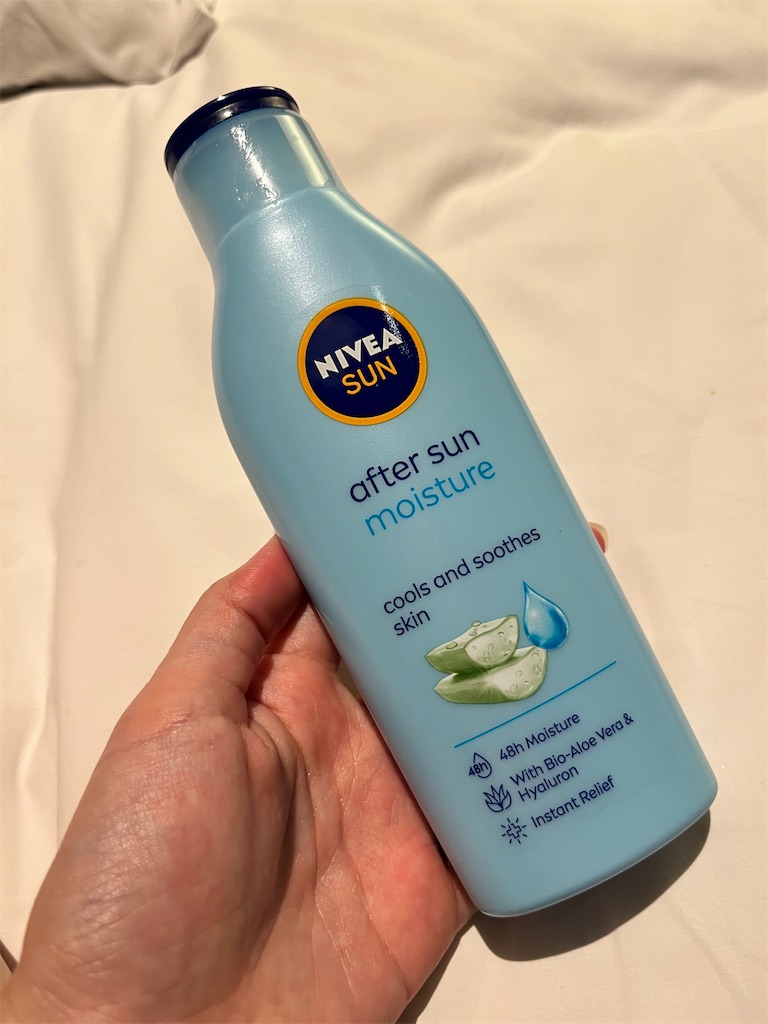 NIVEA
SUN
after sun
moisture
cools and soothes
skin
48h
48h Moisture
With Bio-Aloe Vera &
Hyaluron
Instant Relief